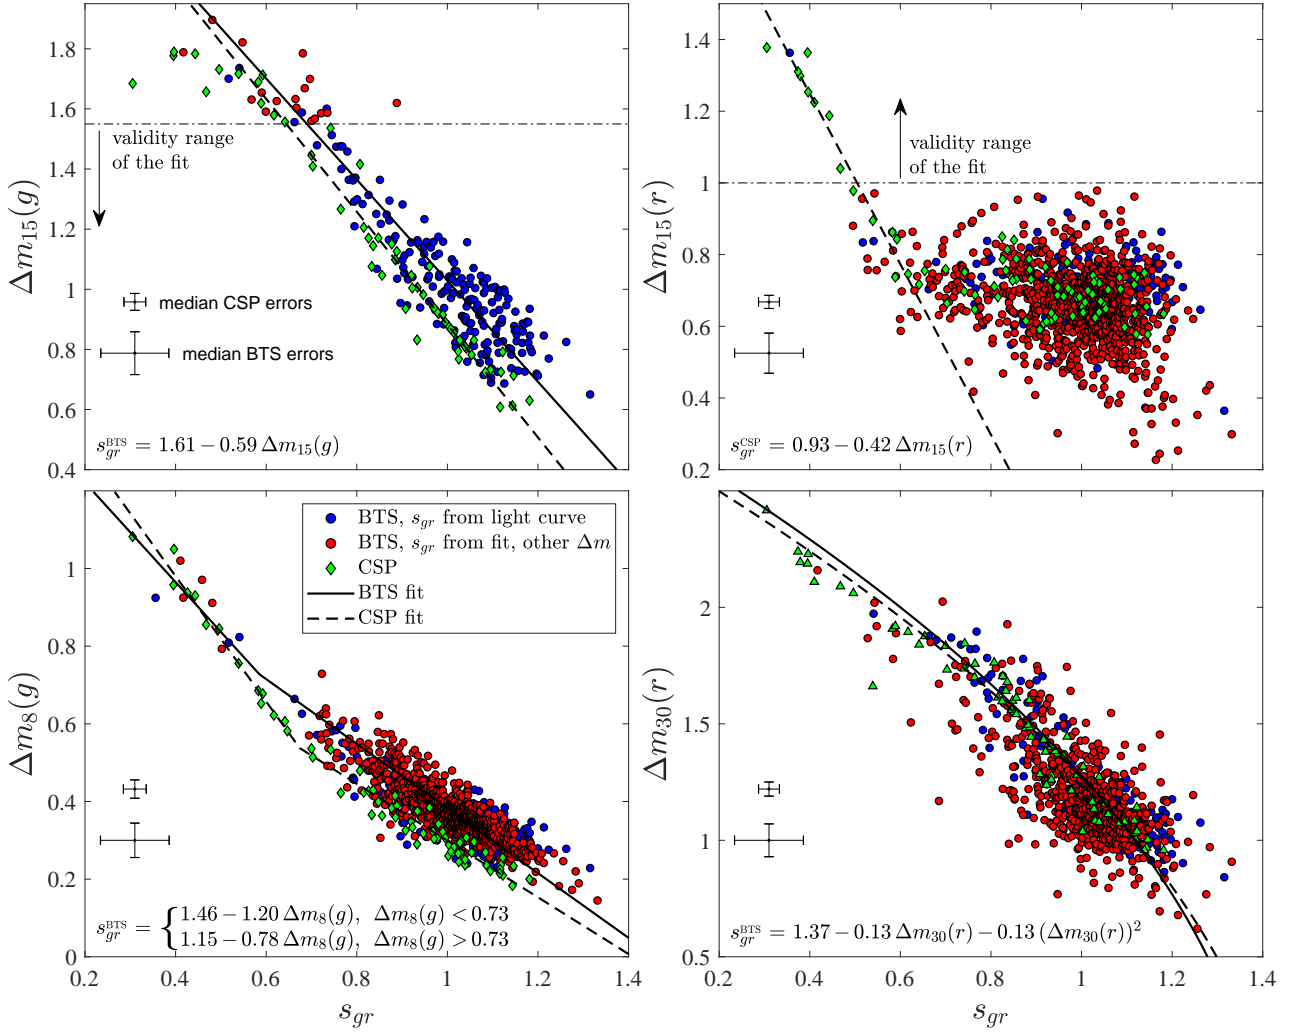 1.8
1.6
1.4
1.2
1
0.8
0.6
0.4
Δm₁₅(g)
validity range
of the fit
median CSP errors
median BTS errors
s_gr^BTS = 1.61 − 0.59 Δm₁₅(g)
1.4
1.2
1
0.8
0.6
0.4
0.2
Δm₁₅(r)
validity range
of the fit
s_gr^CSP = 0.93 − 0.42 Δm₁₅(r)
1
0.8
0.6
0.4
0.2
0
Δm₈(g)
BTS, s_gr from light curve
BTS, s_gr from fit, other Δm
CSP
BTS fit
CSP fit
s_gr^BTS = { 1.46 − 1.20 Δm₈(g), Δm₈(g) < 0.73
1.15 − 0.78 Δm₈(g), Δm₈(g) > 0.73
0.2 0.4 0.6 0.8 1 1.2 1.4
s_gr
2
1.5
1
0.5
Δm₃₀(r)
s_gr^BTS = 1.37 − 0.13 Δm₃₀(r) − 0.13 (Δm₃₀(r))²
0.2 0.4 0.6 0.8 1 1.2 1.4
s_gr